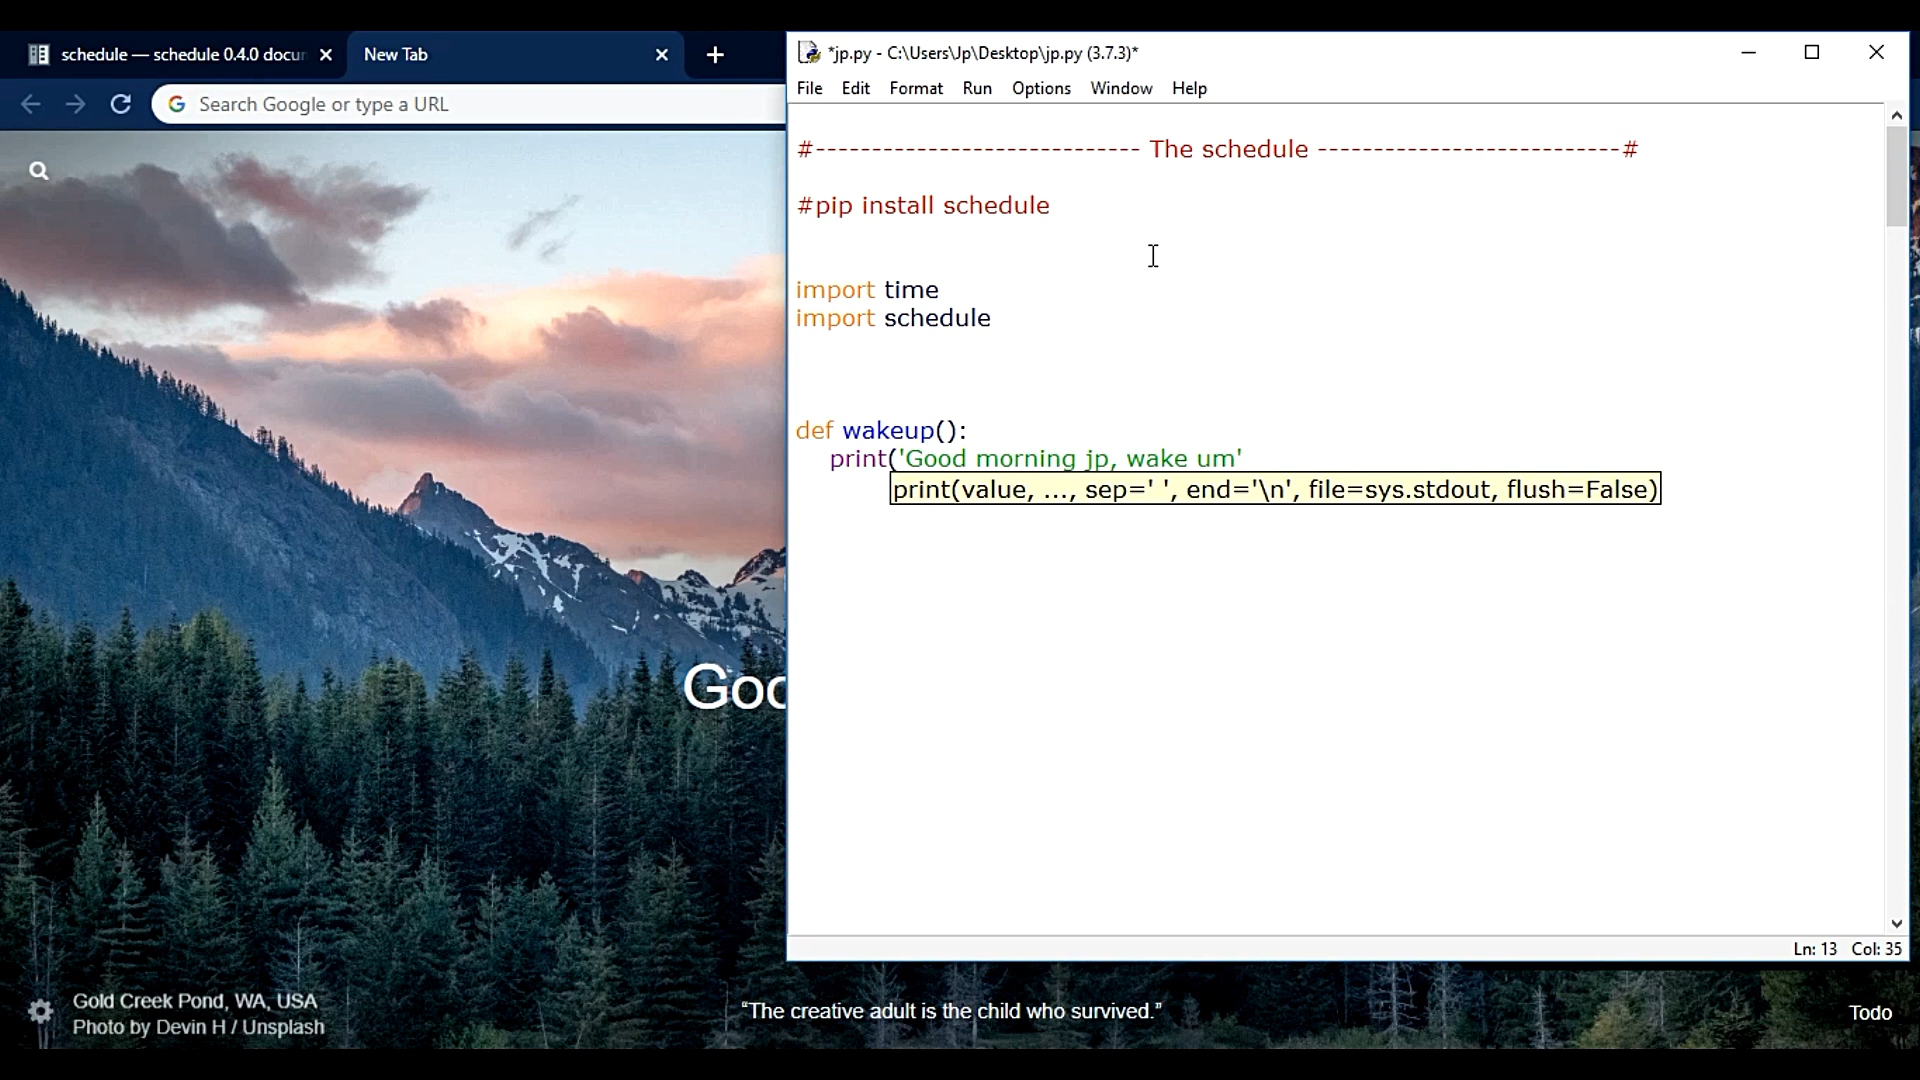 schedule — schedule 0.4.0 docum
New Tab
Search Google or type a URL
*jp.py - C:\Users\Jp\Desktop\jp.py (3.7.3)*
File Edit Format Run Options Window Help
#----------------------------- The schedule ---------------------------#
#pip install schedule
import time
import schedule
def wakeup():
print('Good morning jp, wake um'
print(value, ..., sep=' ', end='\n', file=sys.stdout, flush=False)
Ln: 13 Col: 35
Goo
Gold Creek Pond, WA, USA
Photo by Devin H / Unsplash
“The creative adult is the child who survived.”
Todo